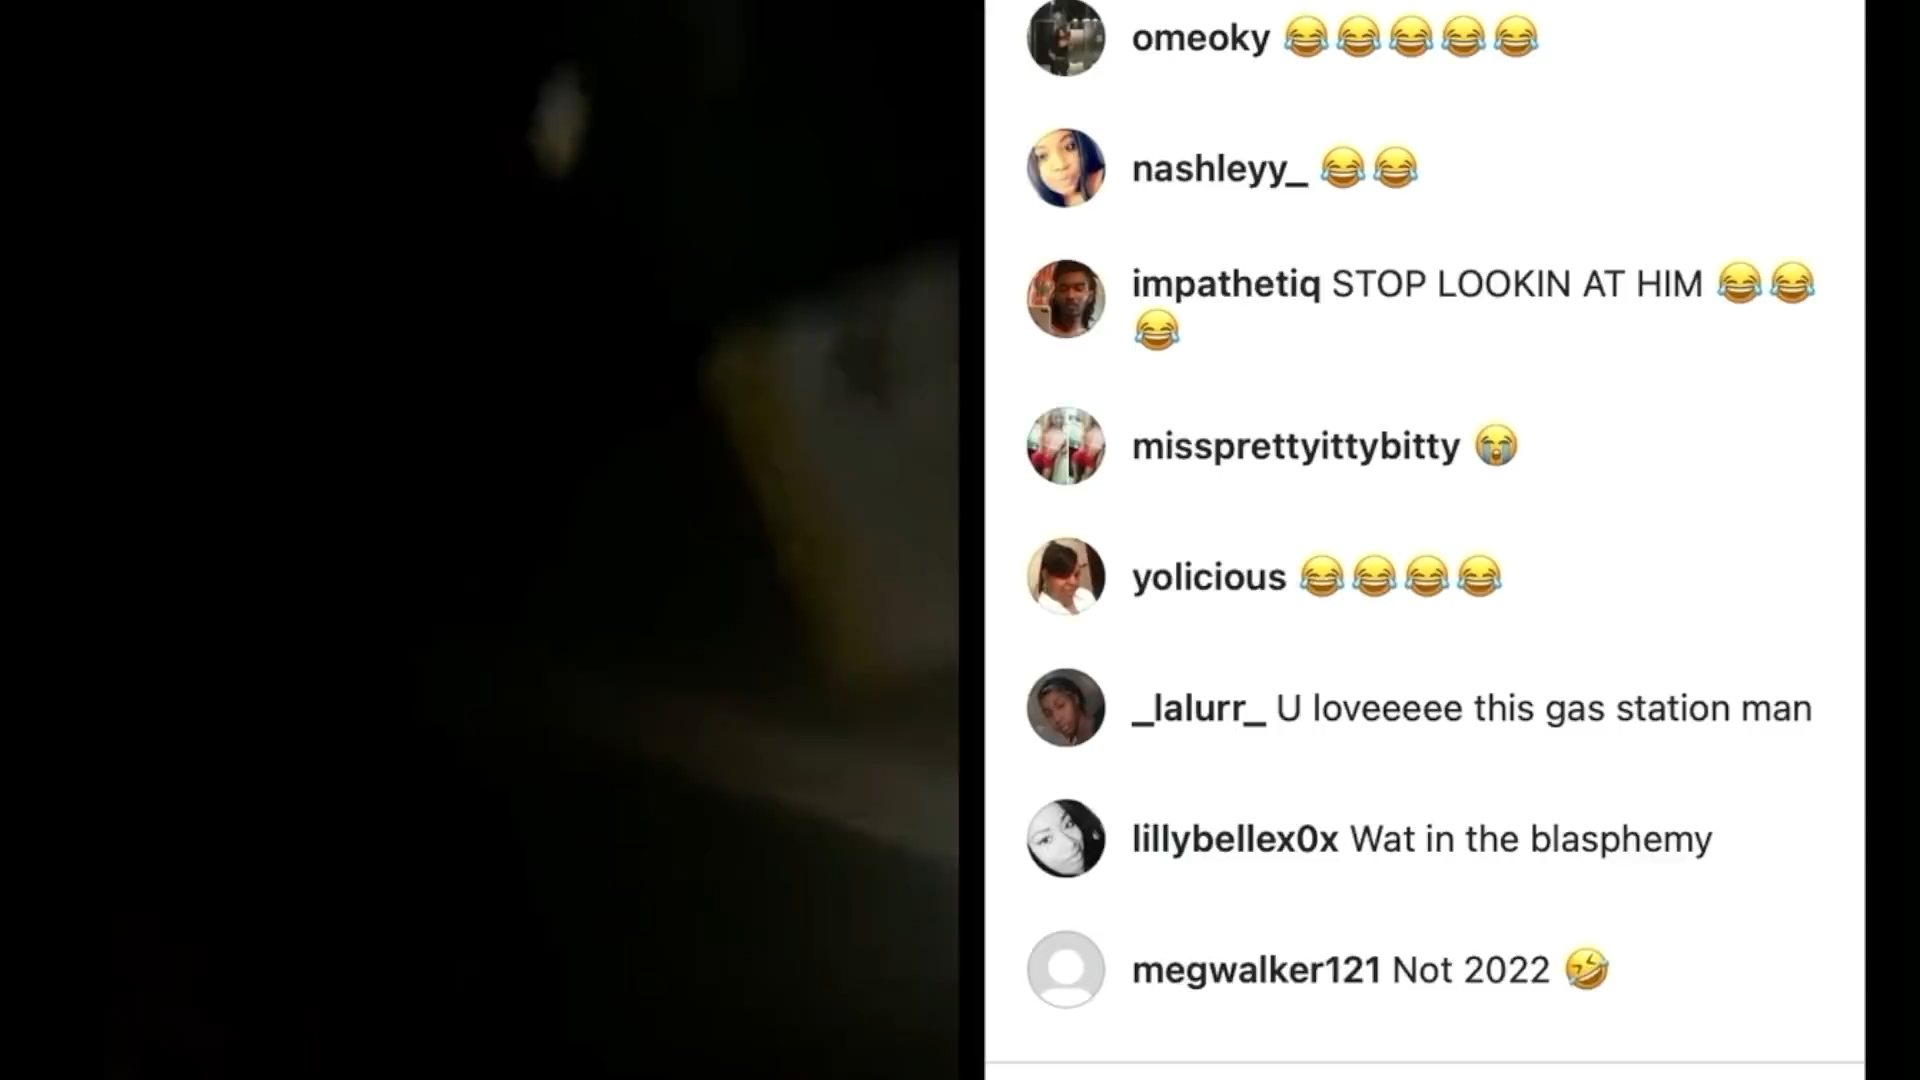 omeoky 😂😂😂😂😂
nashleyy_ 😂😂
impathetiq STOP LOOKIN AT HIM 😂😂
😂
missprettyittybitty 😭
yolicious 😂😂😂😂
_lalurr_ U loveeeee this gas station man
lillybellex0x Wat in the blasphemy
megwalker121 Not 2022 🤣